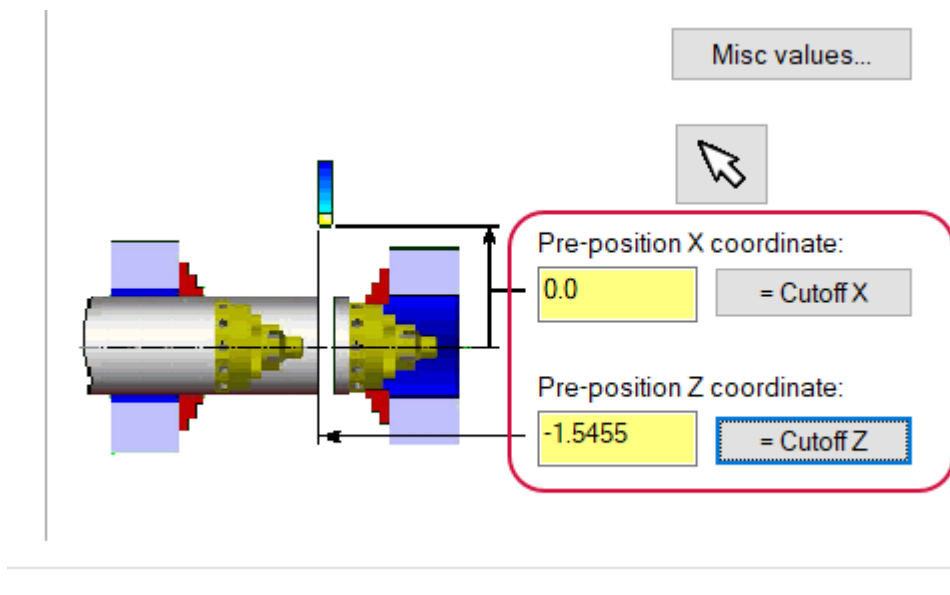 Misc values...
Pre-position X coordinate:
0.0
= Cutoff X
Pre-position Z coordinate:
-1.5455
= Cutoff Z